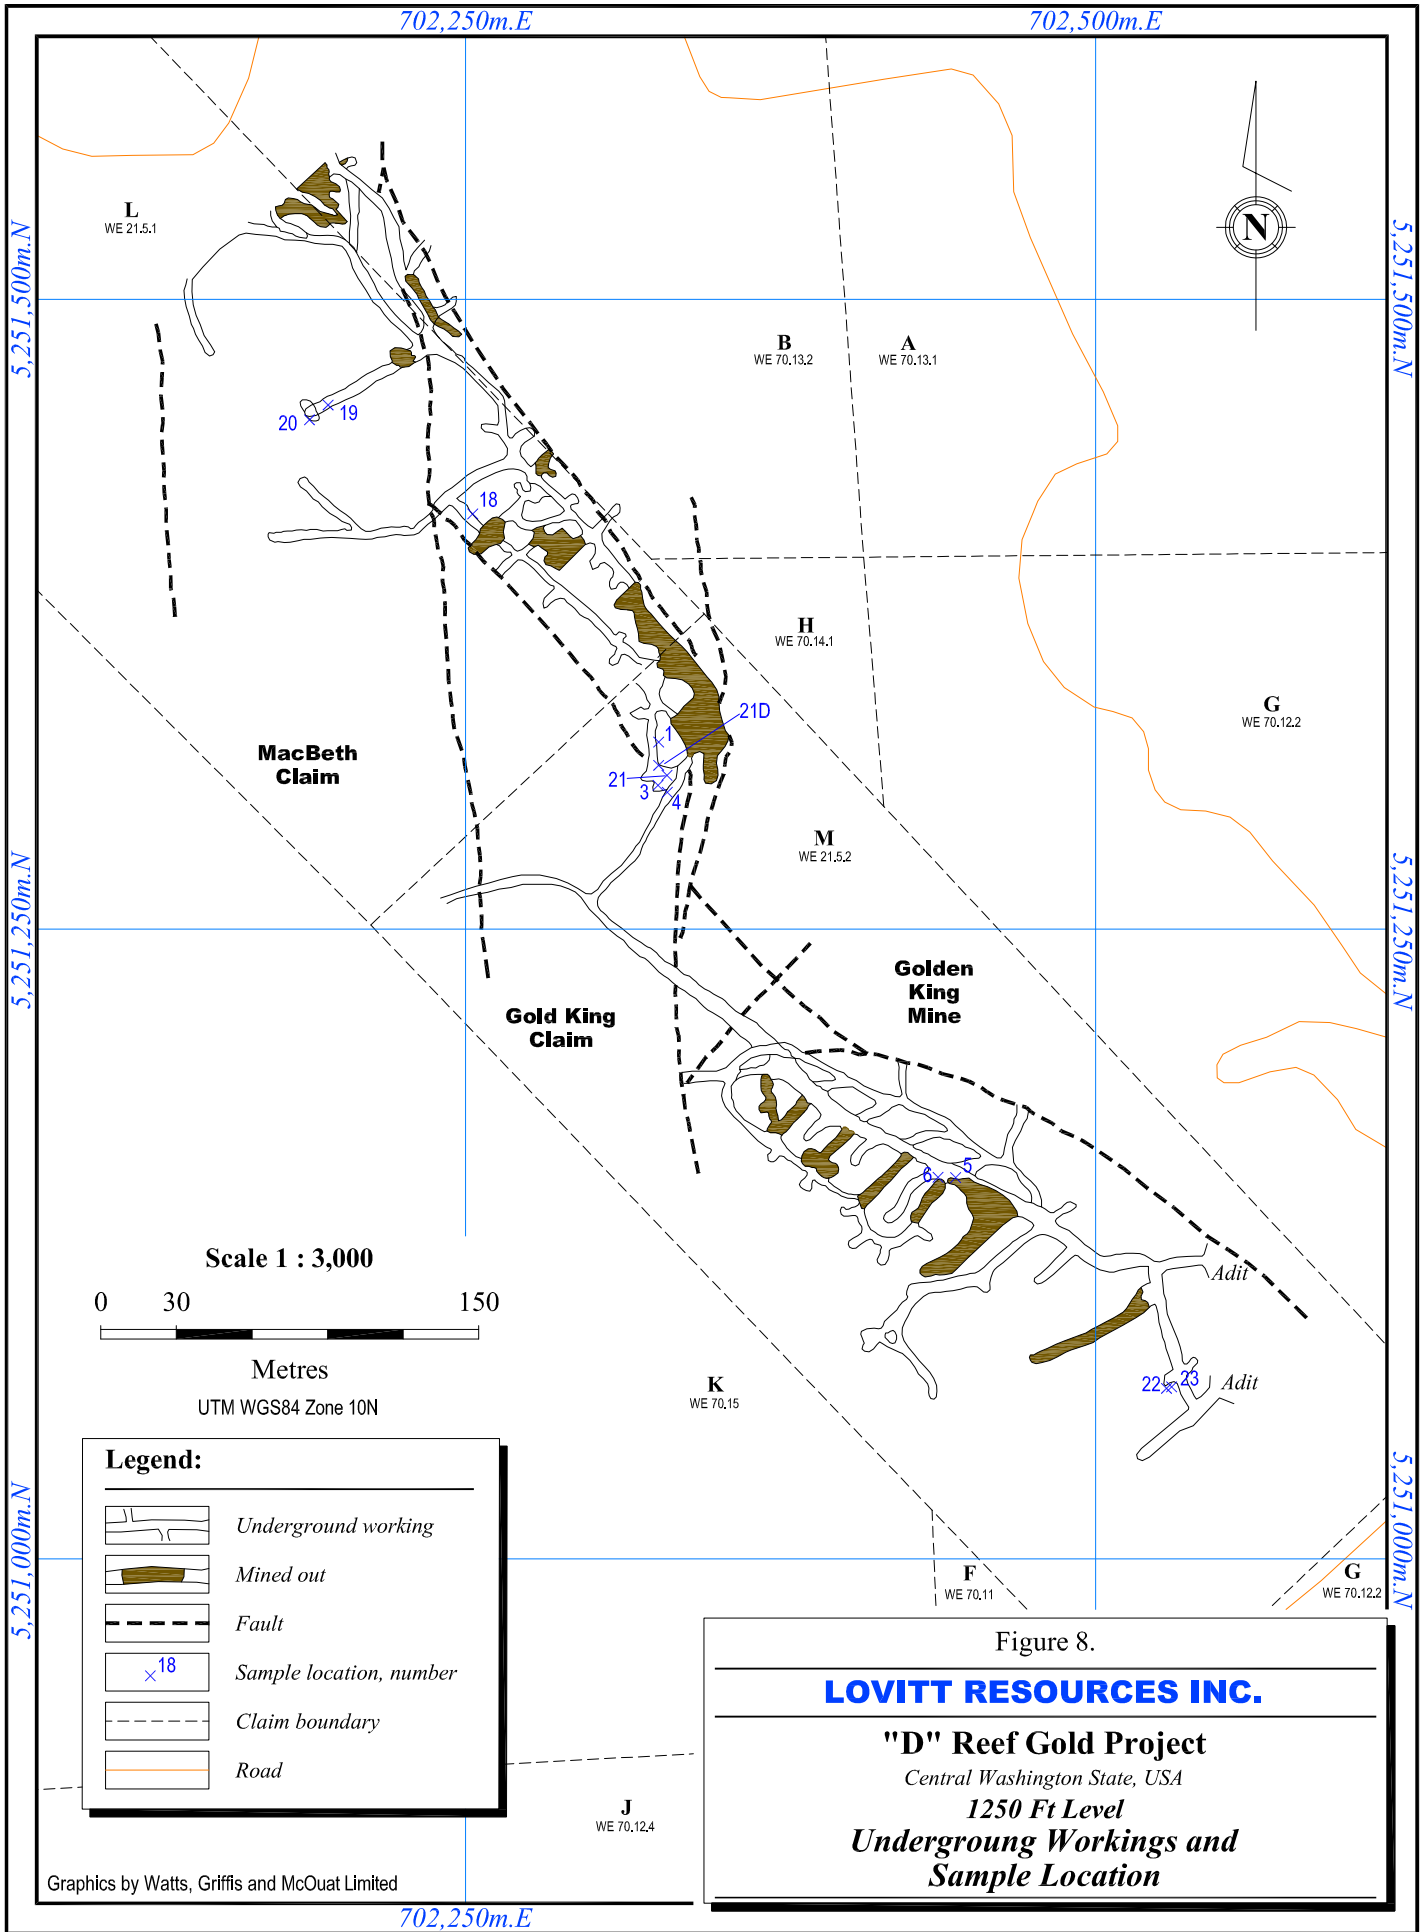 702,250m.E
702,500m.E
L
WE 21.5.1
N
5,251,500m.N
5,251,500m.N
B
WE 70.13.2
A
WE 70.13.1
20
19
18
H
WE 70.14.1
G
WE 70.12.2
MacBeth
Claim
21D
1
21
3
4
M
WE 21.5.2
5,251,250m.N
5,251,250m.N
Golden
King
Mine
Gold King
Claim
6
5
Scale 1 : 3,000
0
30
150
Metres
UTM WGS84 Zone 10N
Adit
22
23
Adit
K
WE 70.15
Legend:
Underground working
Mined out
Fault
18
Sample location, number
Claim boundary
Road
5,251,000m.N
5,251,000m.N
F
WE 70.11
G
WE 70.12.2
J
WE 70.12.4
Figure 8.
LOVITT RESOURCES INC.
"D" Reef Gold Project
Central Washington State, USA
1250 Ft Level
Undergroung Workings and
Sample Location
Graphics by Watts, Griffis and McOuat Limited
702,250m.E